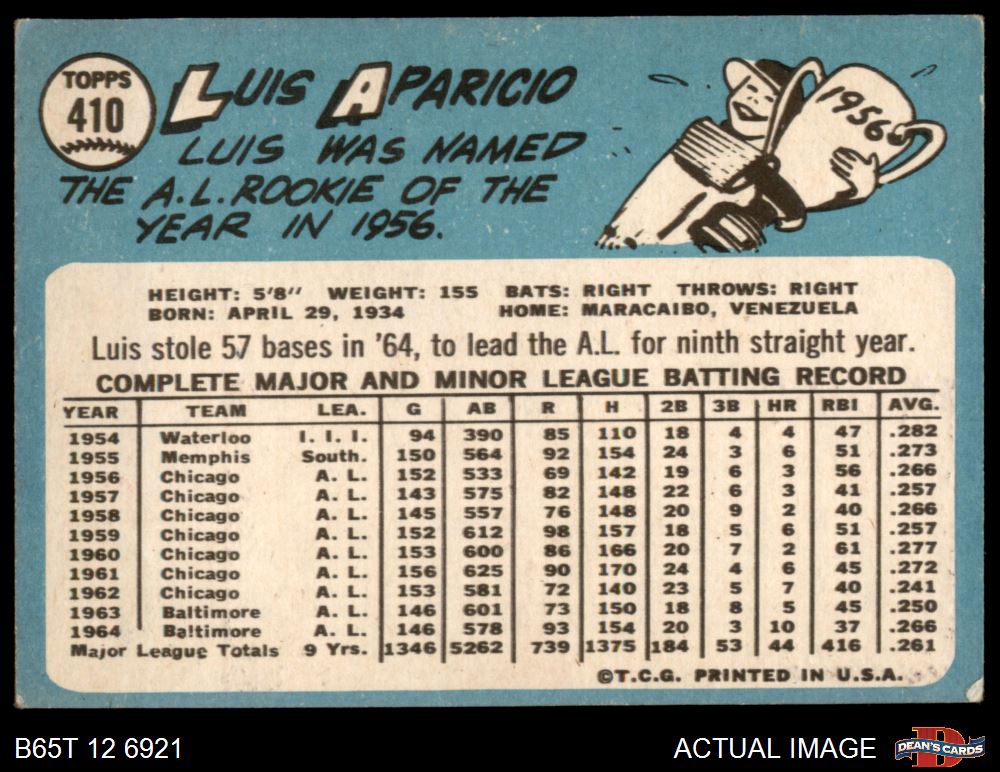 TOPPS
410
LUIS APARICIO
LUIS WAS NAMED
THE A.L. ROOKIE OF THE
YEAR IN 1956.
1956
HEIGHT: 5'8" WEIGHT: 155 BATS: RIGHT THROWS: RIGHT
BORN: APRIL 29, 1934 HOME: MARACAIBO, VENEZUELA
Luis stole 57 bases in '64, to lead the A.L. for ninth straight year.
COMPLETE MAJOR AND MINOR LEAGUE BATTING RECORD
YEAR TEAM LEA. G AB R H 2B 3B HR RBI AVG.
1954 Waterloo I. I. I. 94 390 85 110 18 4 4 47 .282
1955 Memphis South. 150 564 92 154 24 3 6 51 .273
1956 Chicago A. L. 152 533 69 142 19 6 3 56 .266
1957 Chicago A. L. 143 575 82 148 22 6 3 41 .257
1958 Chicago A. L. 145 557 76 148 20 9 2 40 .266
1959 Chicago A. L. 152 612 98 157 18 5 6 51 .257
1960 Chicago A. L. 153 600 86 166 20 7 2 61 .277
1961 Chicago A. L. 156 625 90 170 24 4 6 45 .272
1962 Chicago A. L. 153 581 72 140 23 5 7 40 .241
1963 Baltimore A. L. 146 601 73 150 18 8 5 45 .250
1964 Baltimore A. L. 146 578 93 154 20 3 10 37 .266
Major League Totals 9 Yrs. 1346 5262 739 1375 184 53 44 416 .261
©T.C.G. PRINTED IN U.S.A.
B65T 12 6921 ACTUAL IMAGE
DEAN'S CARDS